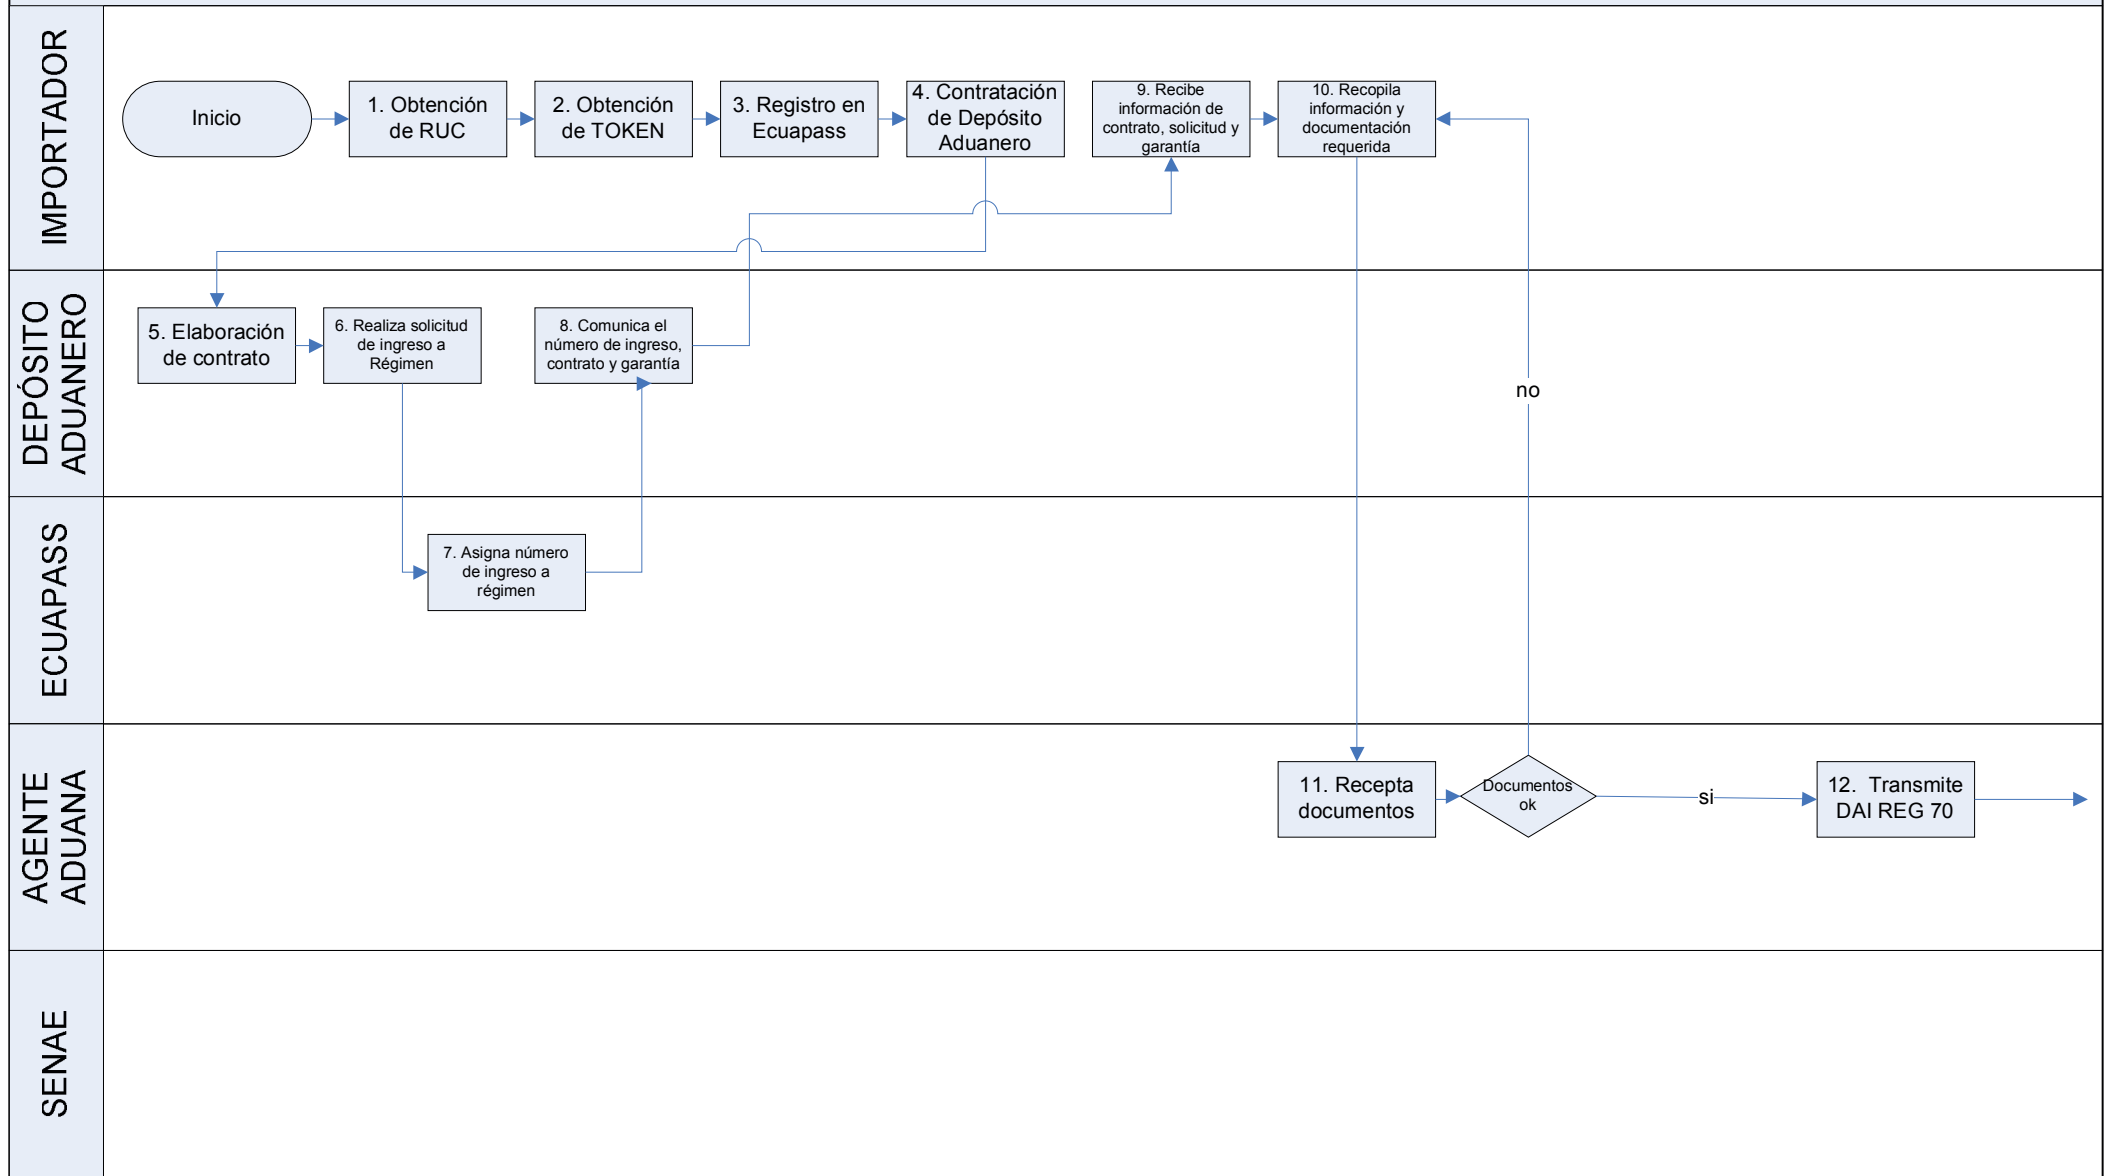 IMPORTADOR
Inicio
1. Obtención
de RUC
2. Obtención
de TOKEN
3. Registro en
Ecuapass
4. Contratación
de Depósito
Aduanero
9. Recibe
información de
contrato, solicitud y
garantía
10. Recopila
información y
documentación
requerida
DEPÓSITO
ADUANERO
5. Elaboración
de contrato
6. Realiza solicitud
de ingreso a
Régimen
8. Comunica el
número de ingreso,
contrato y garantía
no
ECUAPASS
7. Asigna número
de ingreso a
régimen
AGENTE
ADUANA
11. Recepta
documentos
Documentos
ok
si
12. Transmite
DAI REG 70
SENAE